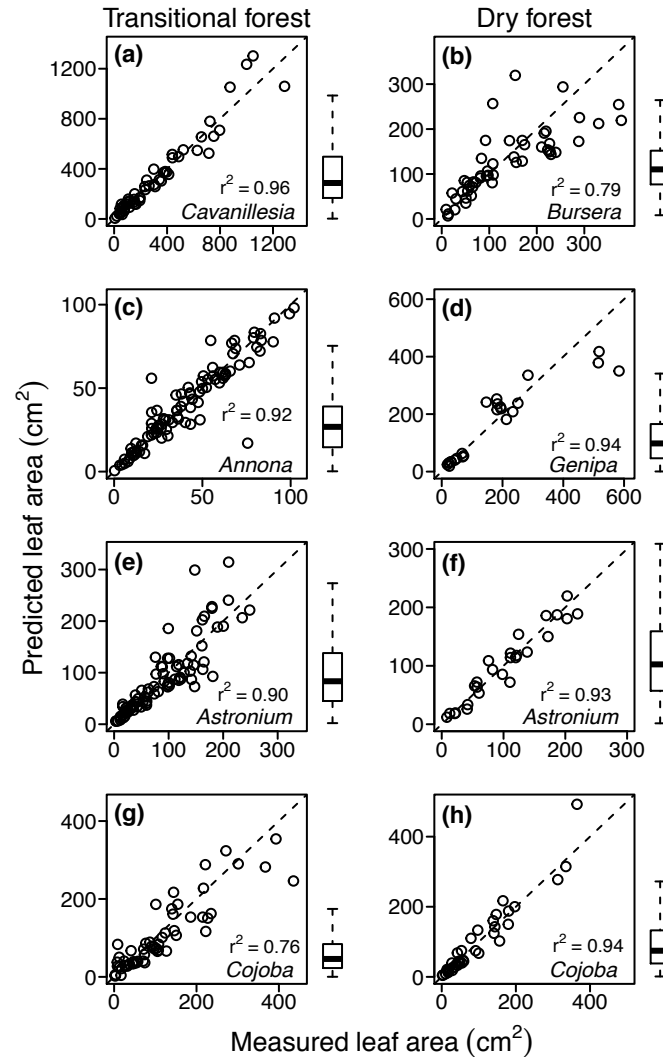 Transitional forest
Dry forest
(a)
1200
800
400
0
r² = 0.96
Cavanillesia
0 400 800 1200
(b)
300
200
100
0
r² = 0.79
Bursera
0 100 200 300
(c)
100
50
0
r² = 0.92
Annona
0 50 100
(d)
600
400
200
0
r² = 0.94
Genipa
0 200 400 600
(e)
300
200
100
0
r² = 0.90
Astronium
0 100 200 300
(f)
300
200
100
0
r² = 0.93
Astronium
0 100 200 300
(g)
400
200
0
r² = 0.76
Cojoba
0 100 200 300 400
(h)
400
200
0
r² = 0.94
Cojoba
0 200 400
Predicted leaf area (cm²)
Measured leaf area (cm²)